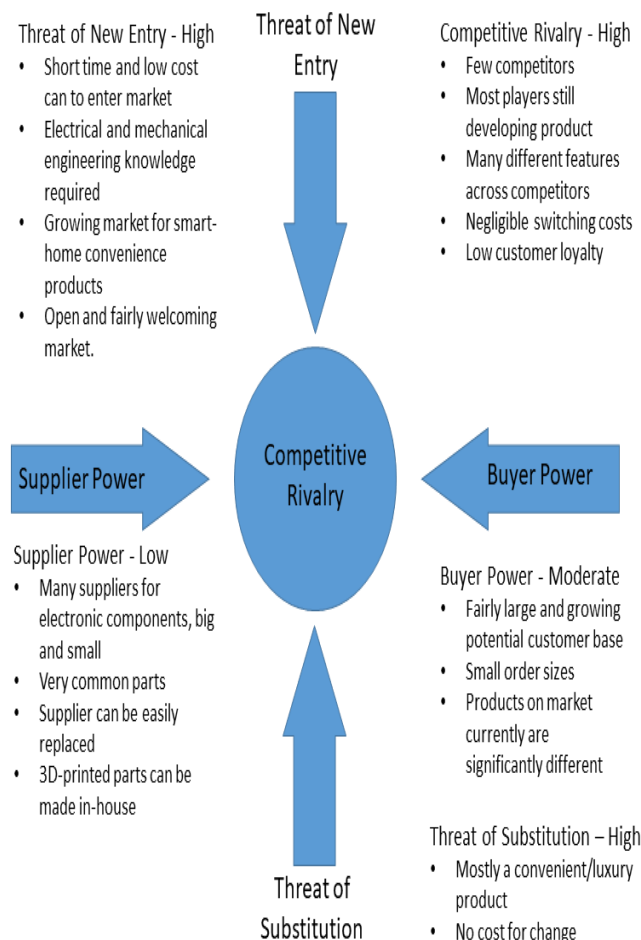 Threat of New Entry - High
• Short time and low cost
can to enter market
• Electrical and mechanical
engineering knowledge
required
• Growing market for smart-
home convenience
products
• Open and fairly welcoming
market.
Threat of New
Entry
Competitive Rivalry - High
• Few competitors
• Most players still
developing product
• Many different features
across competitors
• Negligible switching costs
• Low customer loyalty
Supplier Power
Competitive
Rivalry
Buyer Power
Supplier Power - Low
• Many suppliers for
electronic components, big
and small
• Very common parts
• Supplier can be easily
replaced
• 3D-printed parts can be
made in-house
Buyer Power - Moderate
• Fairly large and growing
potential customer base
• Small order sizes
• Products on market
currently are
significantly different
Threat of
Substitution
Threat of Substitution – High
• Mostly a convenient/luxury
product
• No cost for change